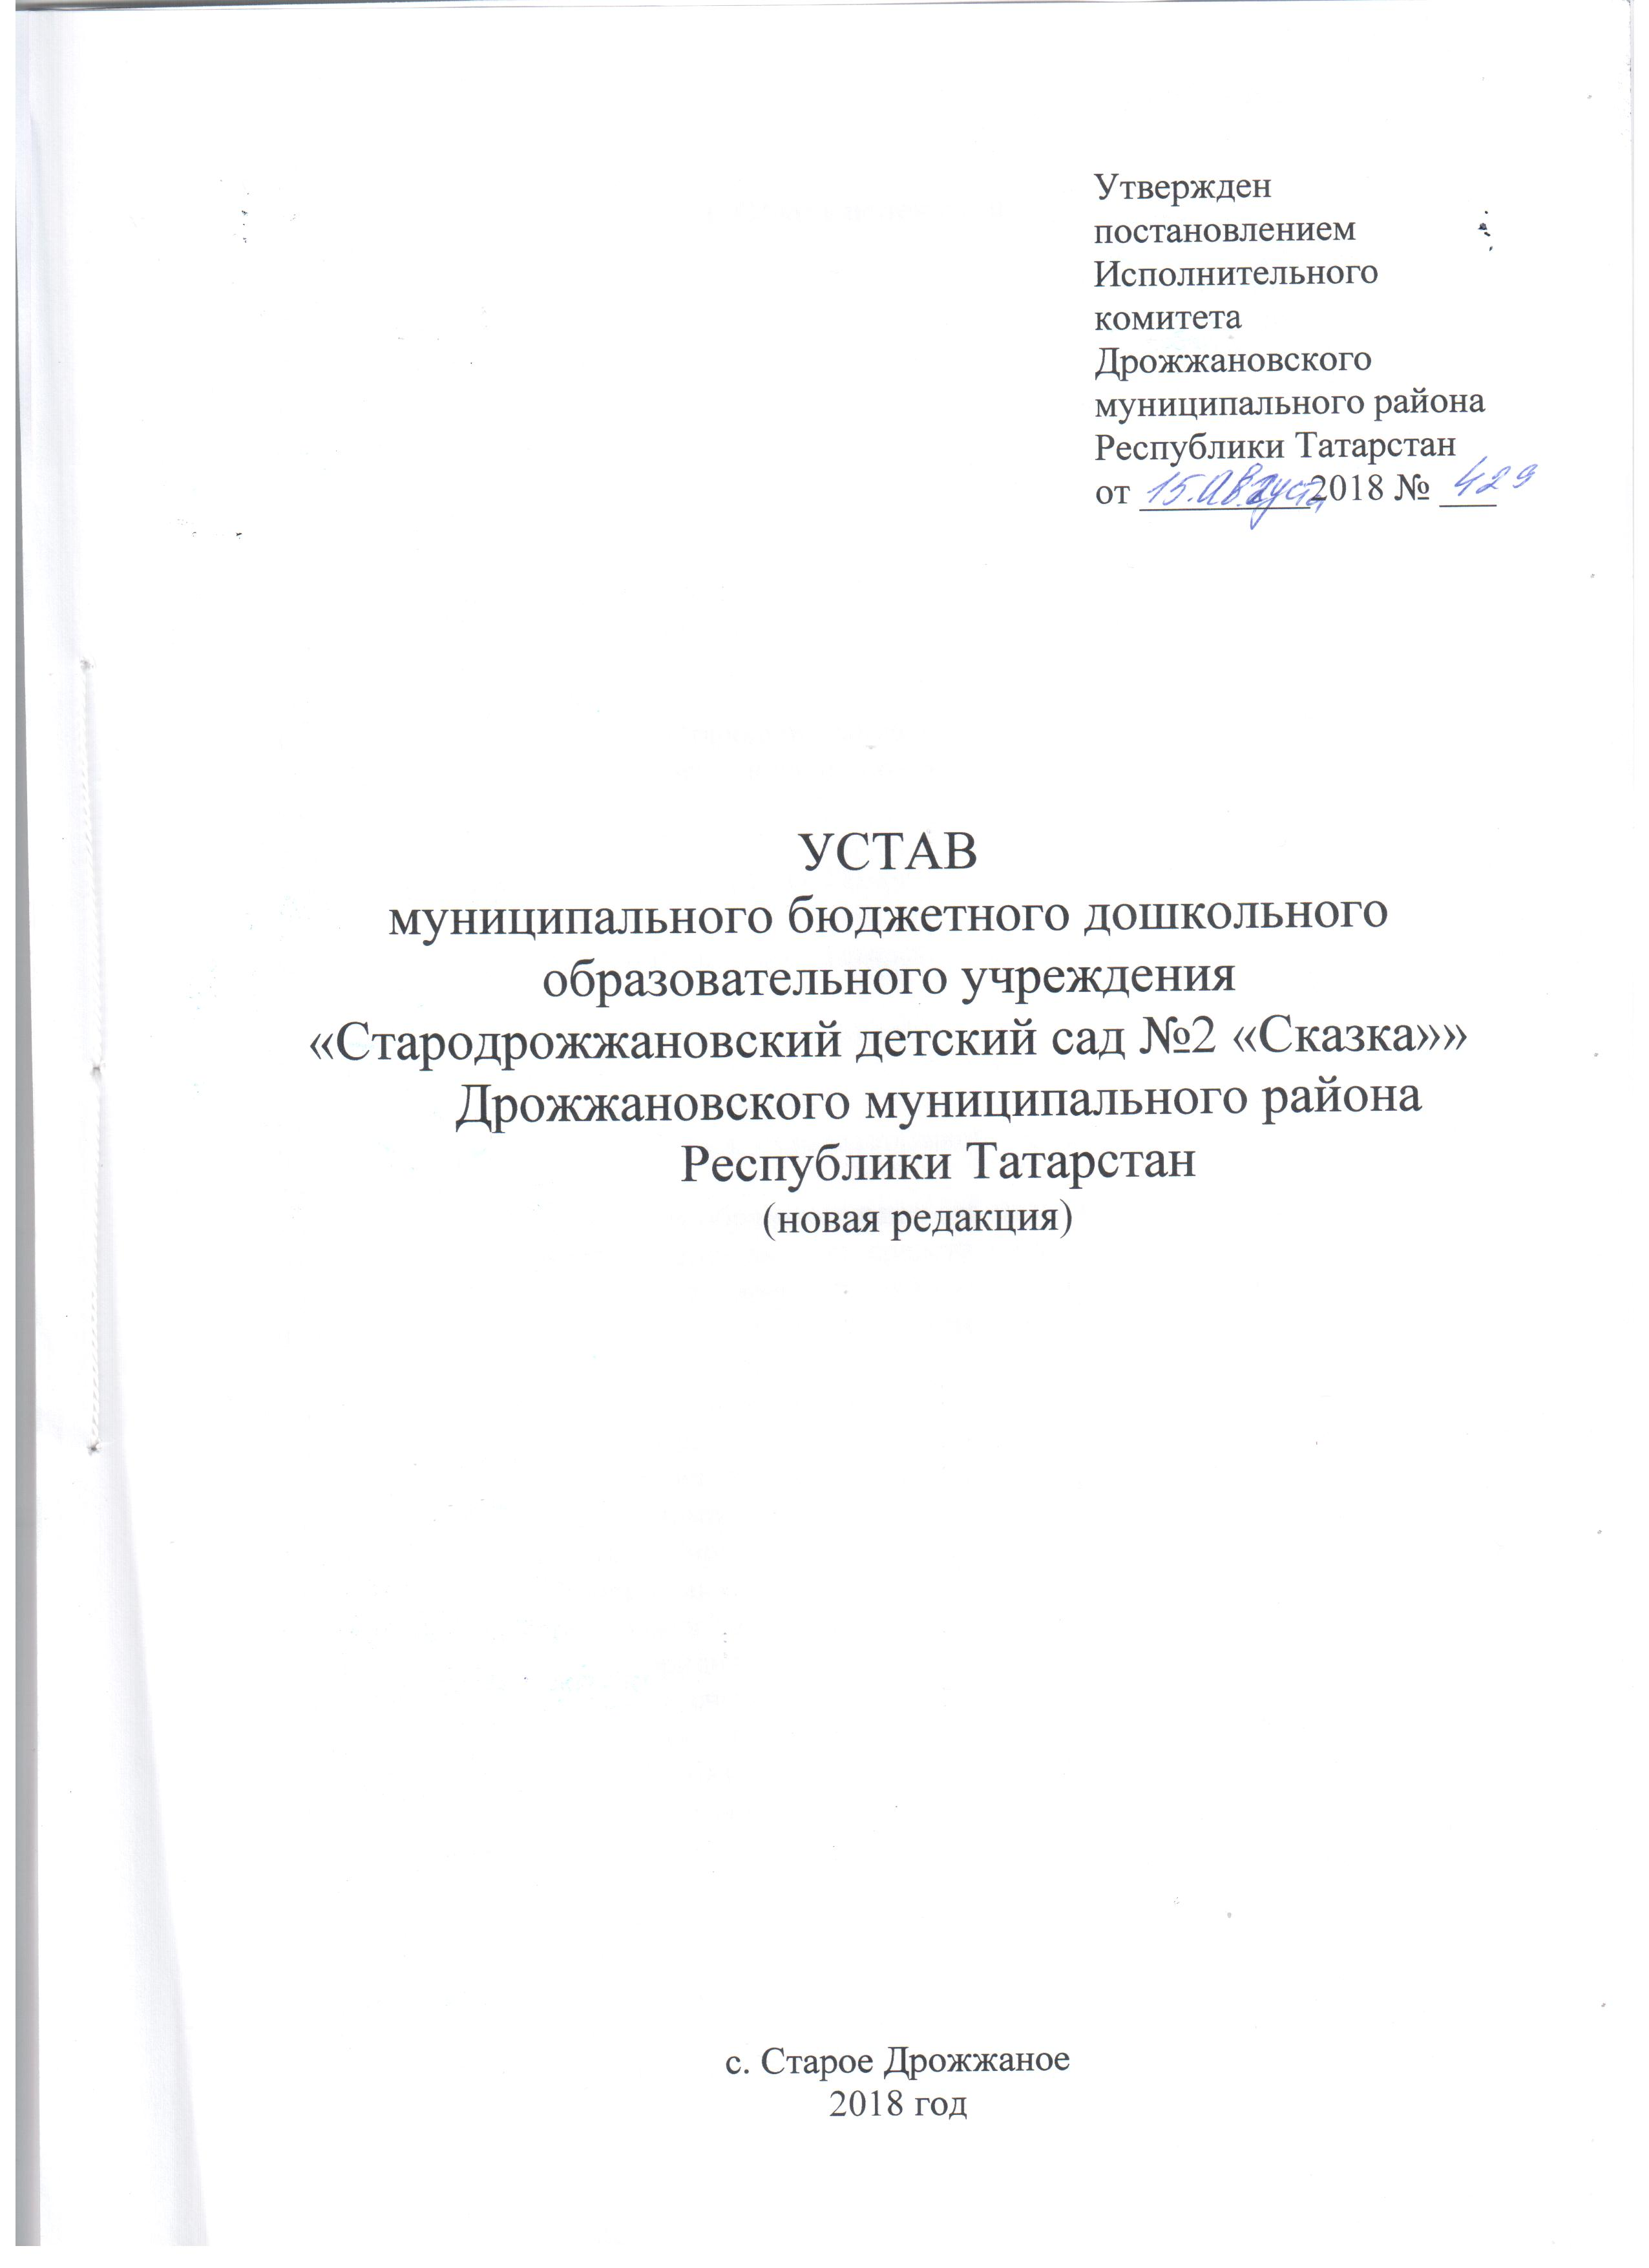 Утвержден
постановлением
Исполнительного
комитета
Дрожжановского
муниципального района
Республики Татарстан
от 15.Августа 2018 № 429
УСТАВ
муниципального бюджетного дошкольного
образовательного учреждения
«Стародрожжановский детский сад №2 «Сказка»»
Дрожжановского муниципального района
Республики Татарстан
(новая редакция)
с. Старое Дрожжаное
2018 год